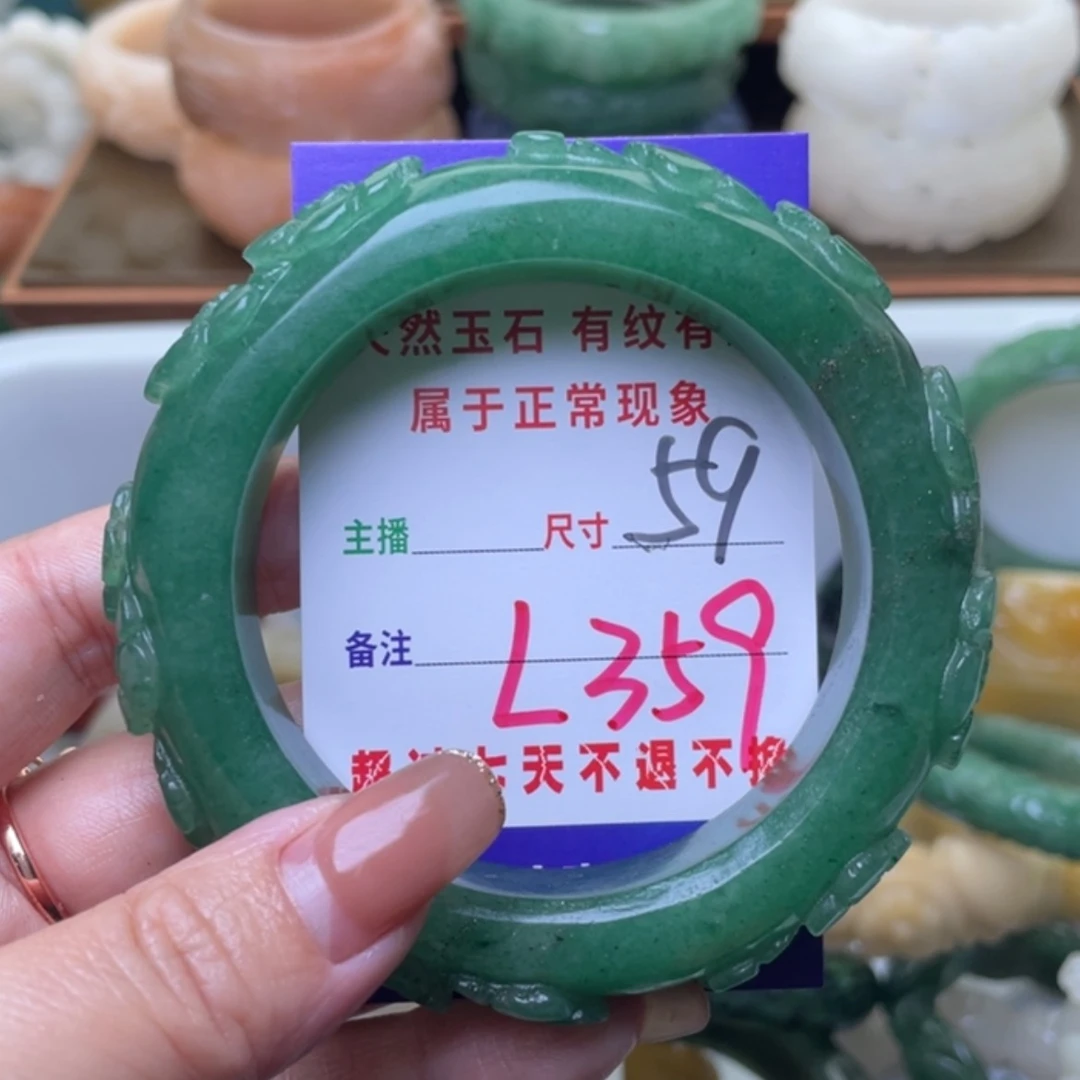 然玉石 有纹有
属于正常现象
主播 尺寸 59
备注 L359
天不退不换